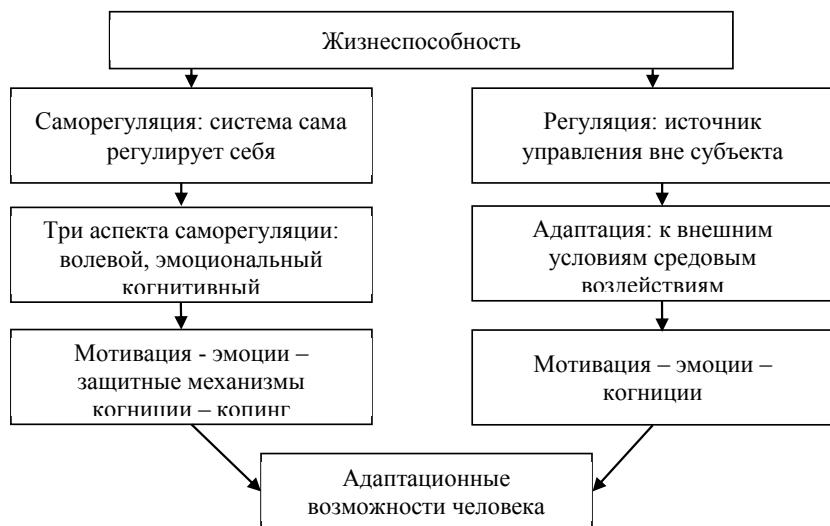 Жизнеспособность
Саморегуляция: система сама
регулирует себя
Регуляция: источник
управления вне субъекта
Три аспекта саморегуляции:
волевой, эмоциональный
когнитивный
Адаптация: к внешним
условиям средовым
воздействиям
Мотивация - эмоции –
защитные механизмы
когниции – копинг
Мотивация – эмоции –
когниции
Адаптационные
возможности человека